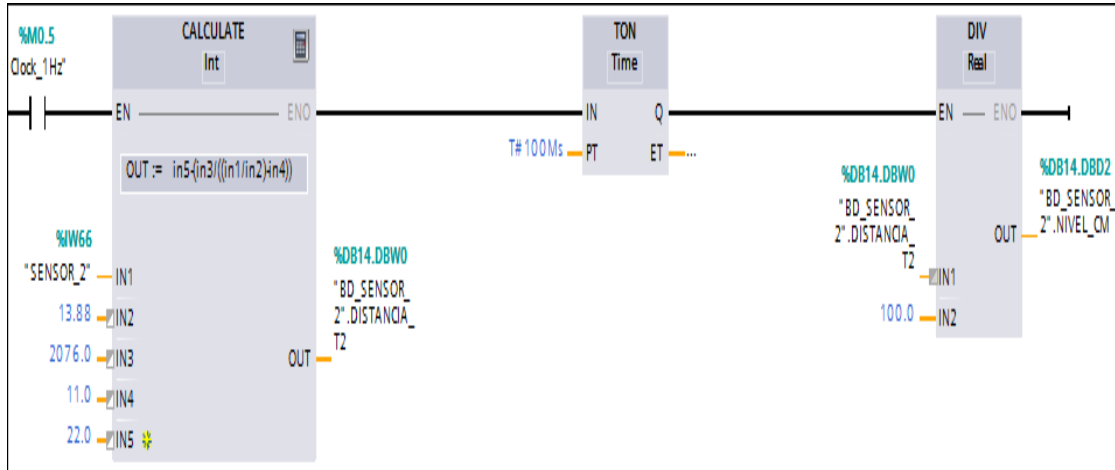 %M0.5
Clock_1Hz"
CALCULATE
Int
EN
ENO
OUT := in5-(in3/((in1/in2)-in4))
%IW66
"SENSOR_2"
IN1
13.88
IN2
2076.0
IN3
11.0
IN4
22.0
IN5
OUT
%DB14.DBW0
"BD_SENSOR_
2".DISTANCIA_
T2
TON
Time
IN
Q
T#100Ms
PT
ET
...
DIV
Real
EN
ENO
%DB14.DBW0
"BD_SENSOR_
2".DISTANCIA_
T2
IN1
100.0
IN2
OUT
%DB14.DBD2
"BD_SENSOR_
2".NIVEL_CM